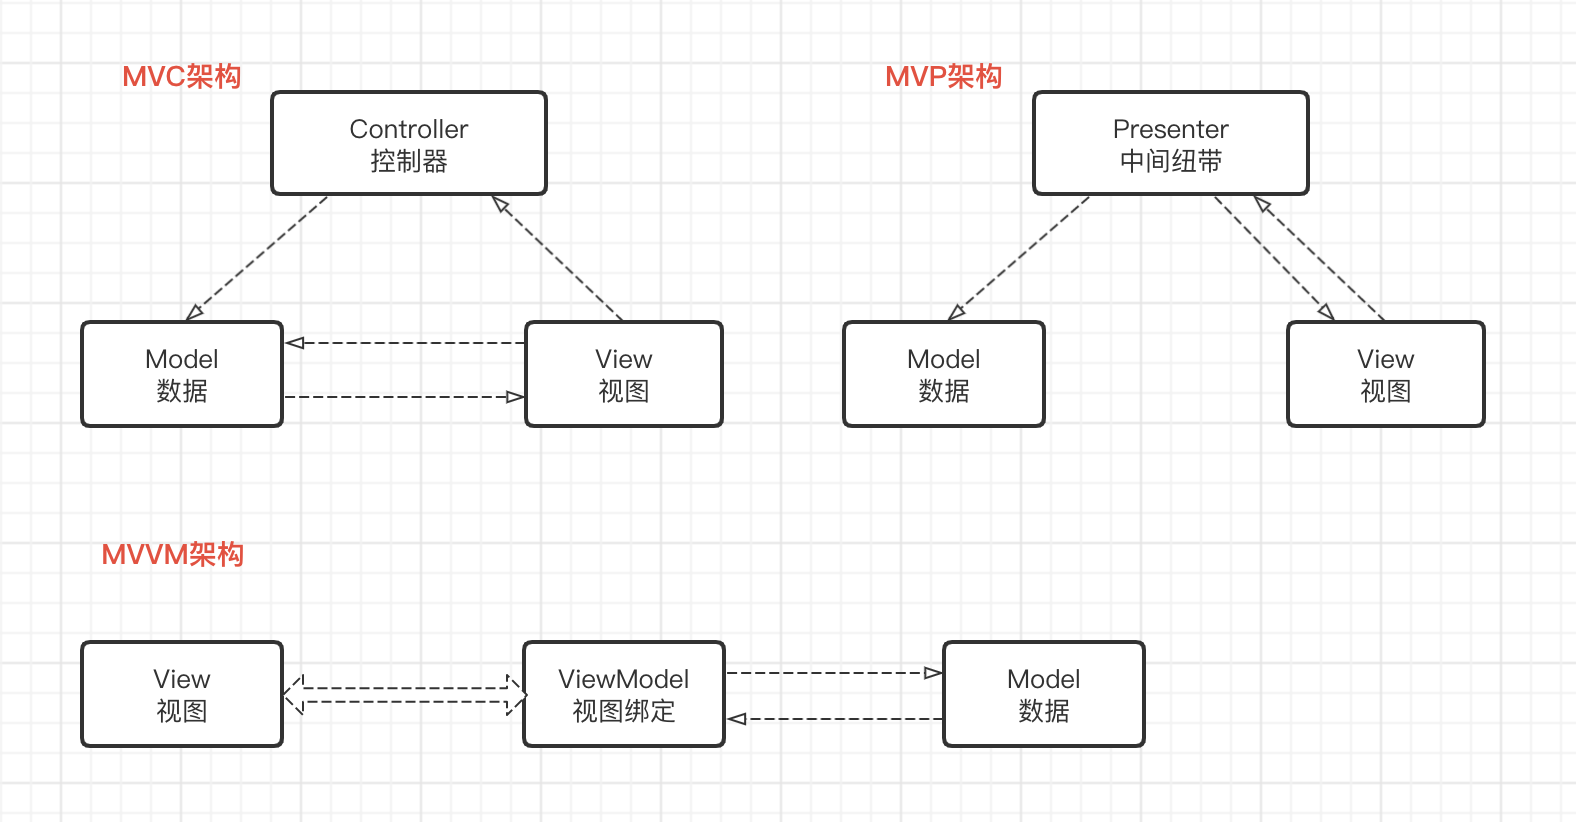 MVC架构
Controller
控制器
Model
数据
View
视图
MVP架构
Presenter
中间纽带
Model
数据
View
视图
MVVM架构
View
视图
ViewModel
视图绑定
Model
数据